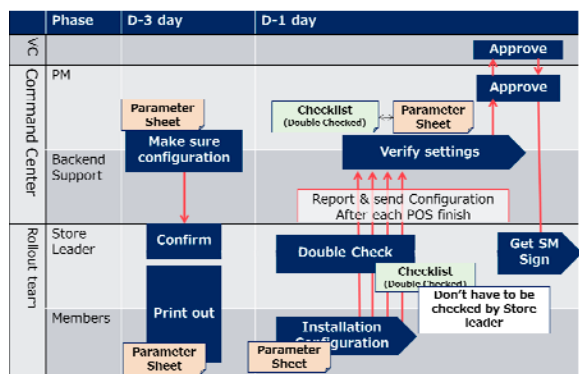 Phase
D-3 day
D-1 day
VC
Approve
Command Center
PM
Approve
Parameter
Sheet
Checklist
(Double Checked)
Parameter
Sheet
Make sure
configuration
Verify settings
Backend
Support
Report & send Configuration
After each POS finish
Rollout team
Store
Leader
Confirm
Double Check
Get SM
Sign
Checklist
(Double Checked)
Don't have to be
checked by Store
leader
Members
Print out
Installation
Configuration
Parameter
Sheet
Parameter
Sheet